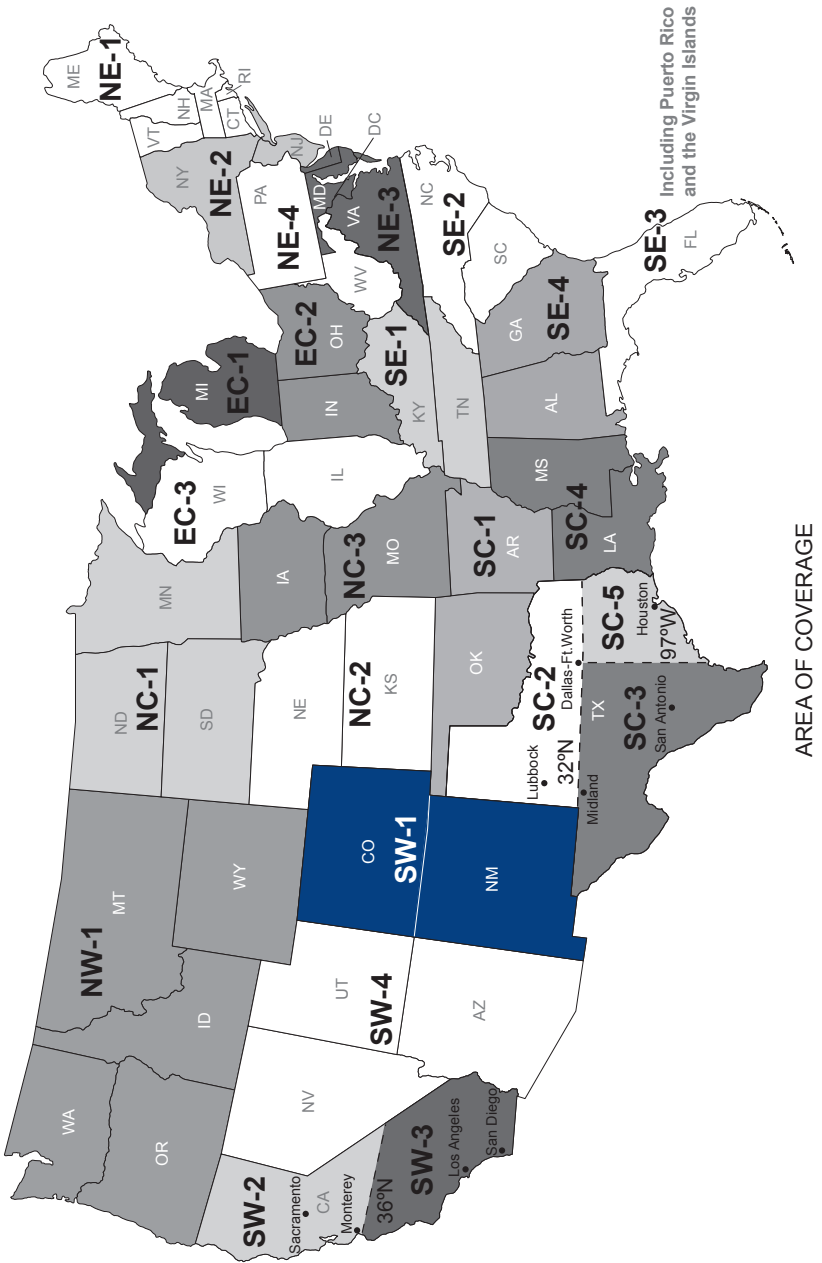 WA
OR
ID
MT
NW-1
WY
NV
UT
SW-4
AZ
CO
SW-1
NM
SW-2
Sacramento
CA
Monterey
36ºN
SW-3
Los Angeles
San Diego
ND
NC-1
SD
MN
NE
NC-2
KS
IA
NC-3
MO
OK
SC-1
AR
Lubbock
32ºN
SC-2
Dallas-Ft.Worth
Midland
TX
SC-3
San Antonio
SC-5
Houston
97ºW
SC-4
LA
MS
EC-3
WI
IL
MI
EC-1
IN
EC-2
OH
SE-1
KY
TN
AL
GA
SE-4
WV
VA
NE-3
MD
DC
DE
NJ
PA
NE-4
NY
NE-2
VT
NH
MA
CT
RI
ME
NE-1
NC
SE-2
SC
SE-3
FL
Including Puerto Rico
and the Virgin Islands
AREA OF COVERAGE